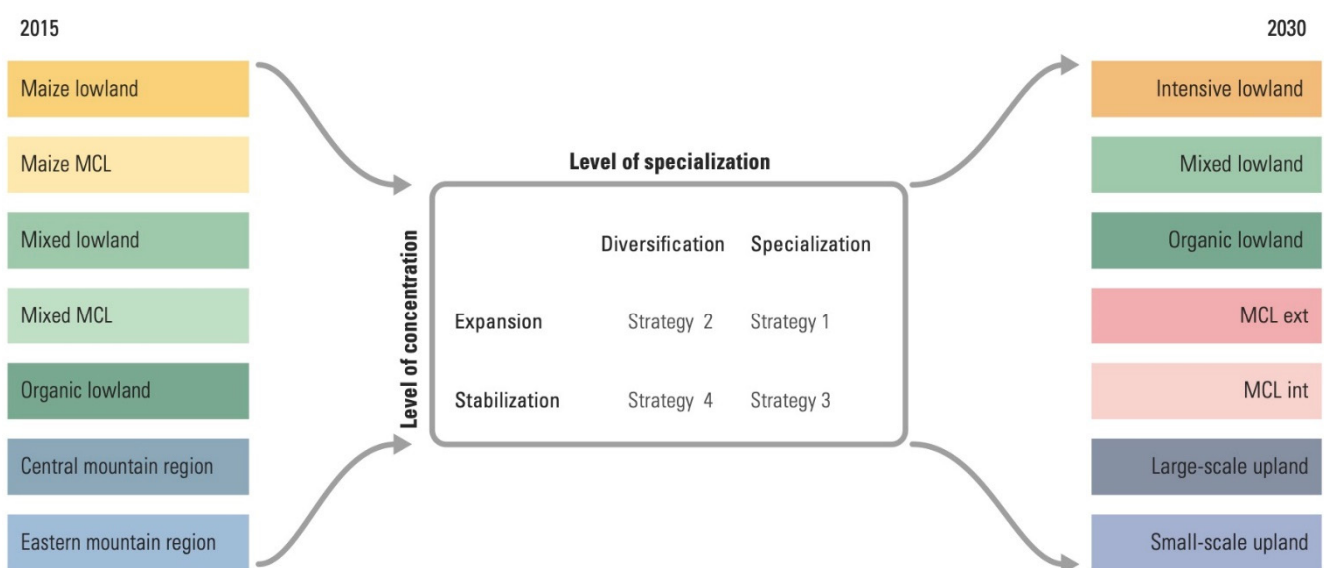 2015
2030
Maize lowland
Maize MCL
Mixed lowland
Mixed MCL
Organic lowland
Central mountain region
Eastern mountain region
Level of specialization
Level of concentration
Diversification Specialization
Expansion Strategy 2 Strategy 1
Stabilization Strategy 4 Strategy 3
Intensive lowland
Mixed lowland
Organic lowland
MCL ext
MCL int
Large-scale upland
Small-scale upland